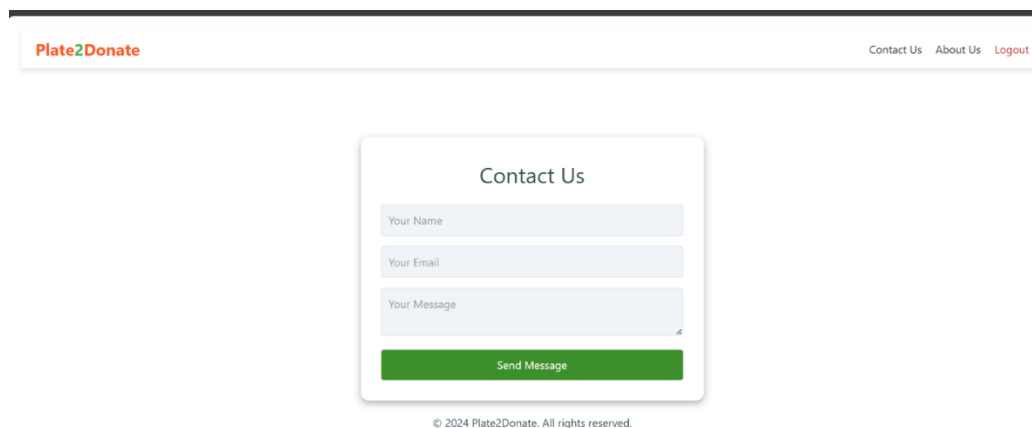 Plate2Donate
Contact Us About Us Logout
Contact Us
Your Name
Your Email
Your Message
Send Message
© 2024 Plate2Donate. All rights reserved.